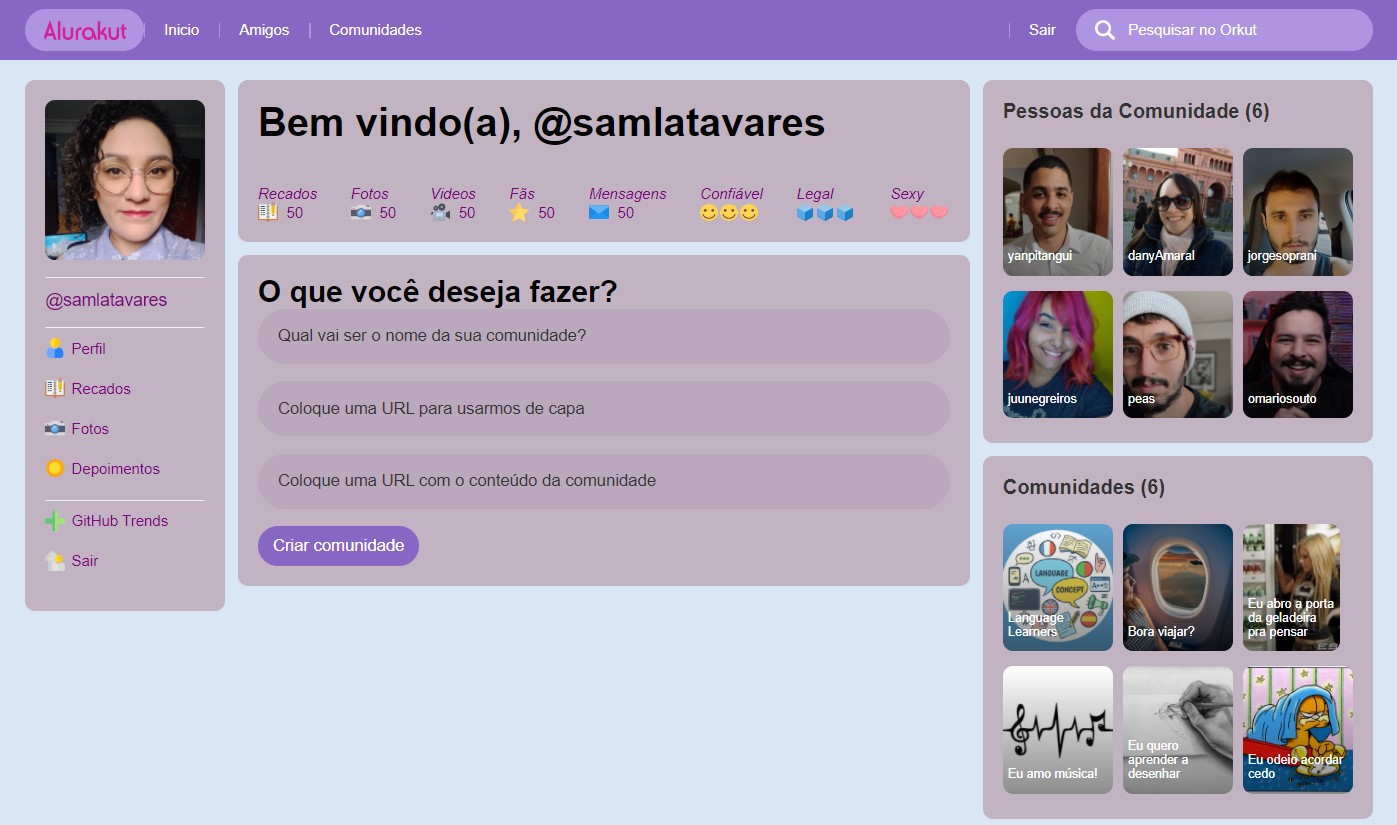 Alurakut
Inicio
Amigos
Comunidades
Sair
Pesquisar no Orkut
@samlatavares
Perfil
Recados
Fotos
Depoimentos
GitHub Trends
Sair
Bem vindo(a), @samlatavares
Recados
50
Fotos
50
Videos
50
Fãs
50
Mensagens
50
Confiável
Legal
Sexy
O que você deseja fazer?
Qual vai ser o nome da sua comunidade?
Coloque uma URL para usarmos de capa
Coloque uma URL com o conteúdo da comunidade
Criar comunidade
Pessoas da Comunidade (6)
yanpitangui
danyAmaral
jorgesoprani
juunegreiros
peas
omariosouto
Comunidades (6)
LANGUAGE
CONCEPT
Language
Learners
Bora viajar?
Eu abro a porta
da geladeira
pra pensar
Eu amo música!
Eu quero
aprender a
desenhar
Eu odeio acordar
cedo